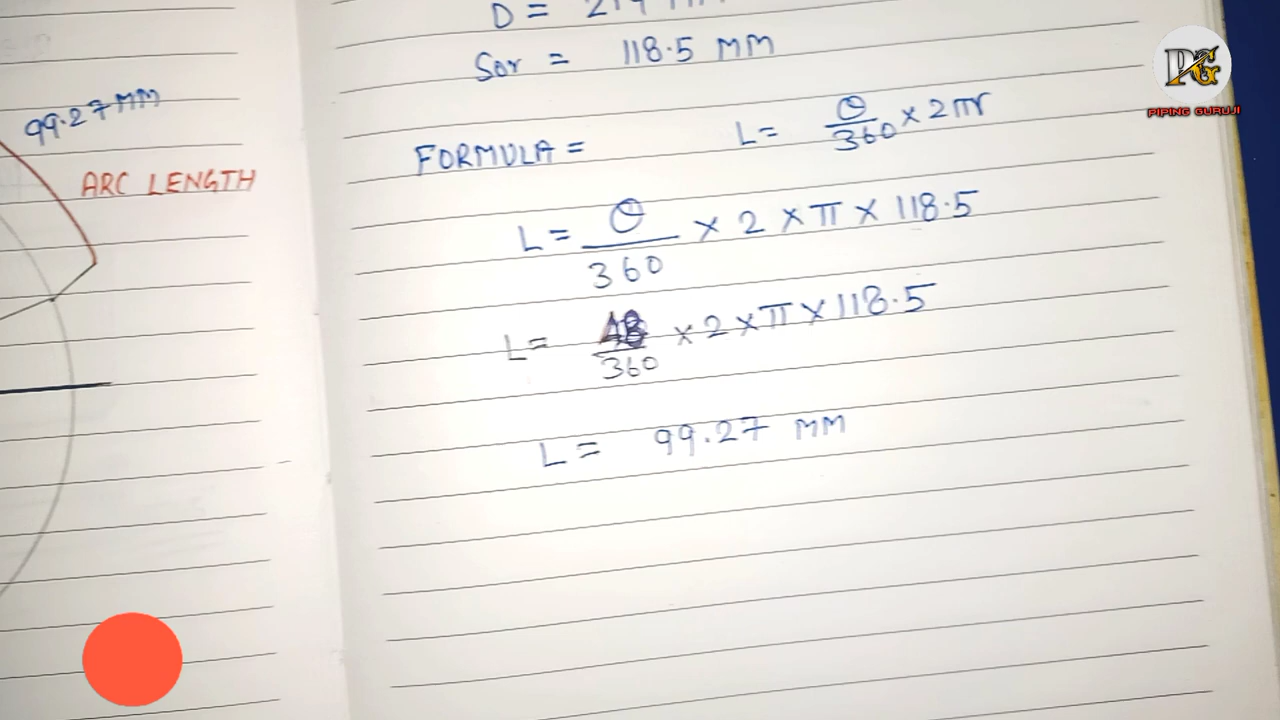 99.27 MM
ARC LENGTH
D =
Sor = 118.5 MM
FORMULA = L = θ/360 × 2πr
L = θ/360 × 2 × π × 118.5
L = 48/360 × 2 × π × 118.5
L = 99.27 MM
PG
PIPING GURUJI